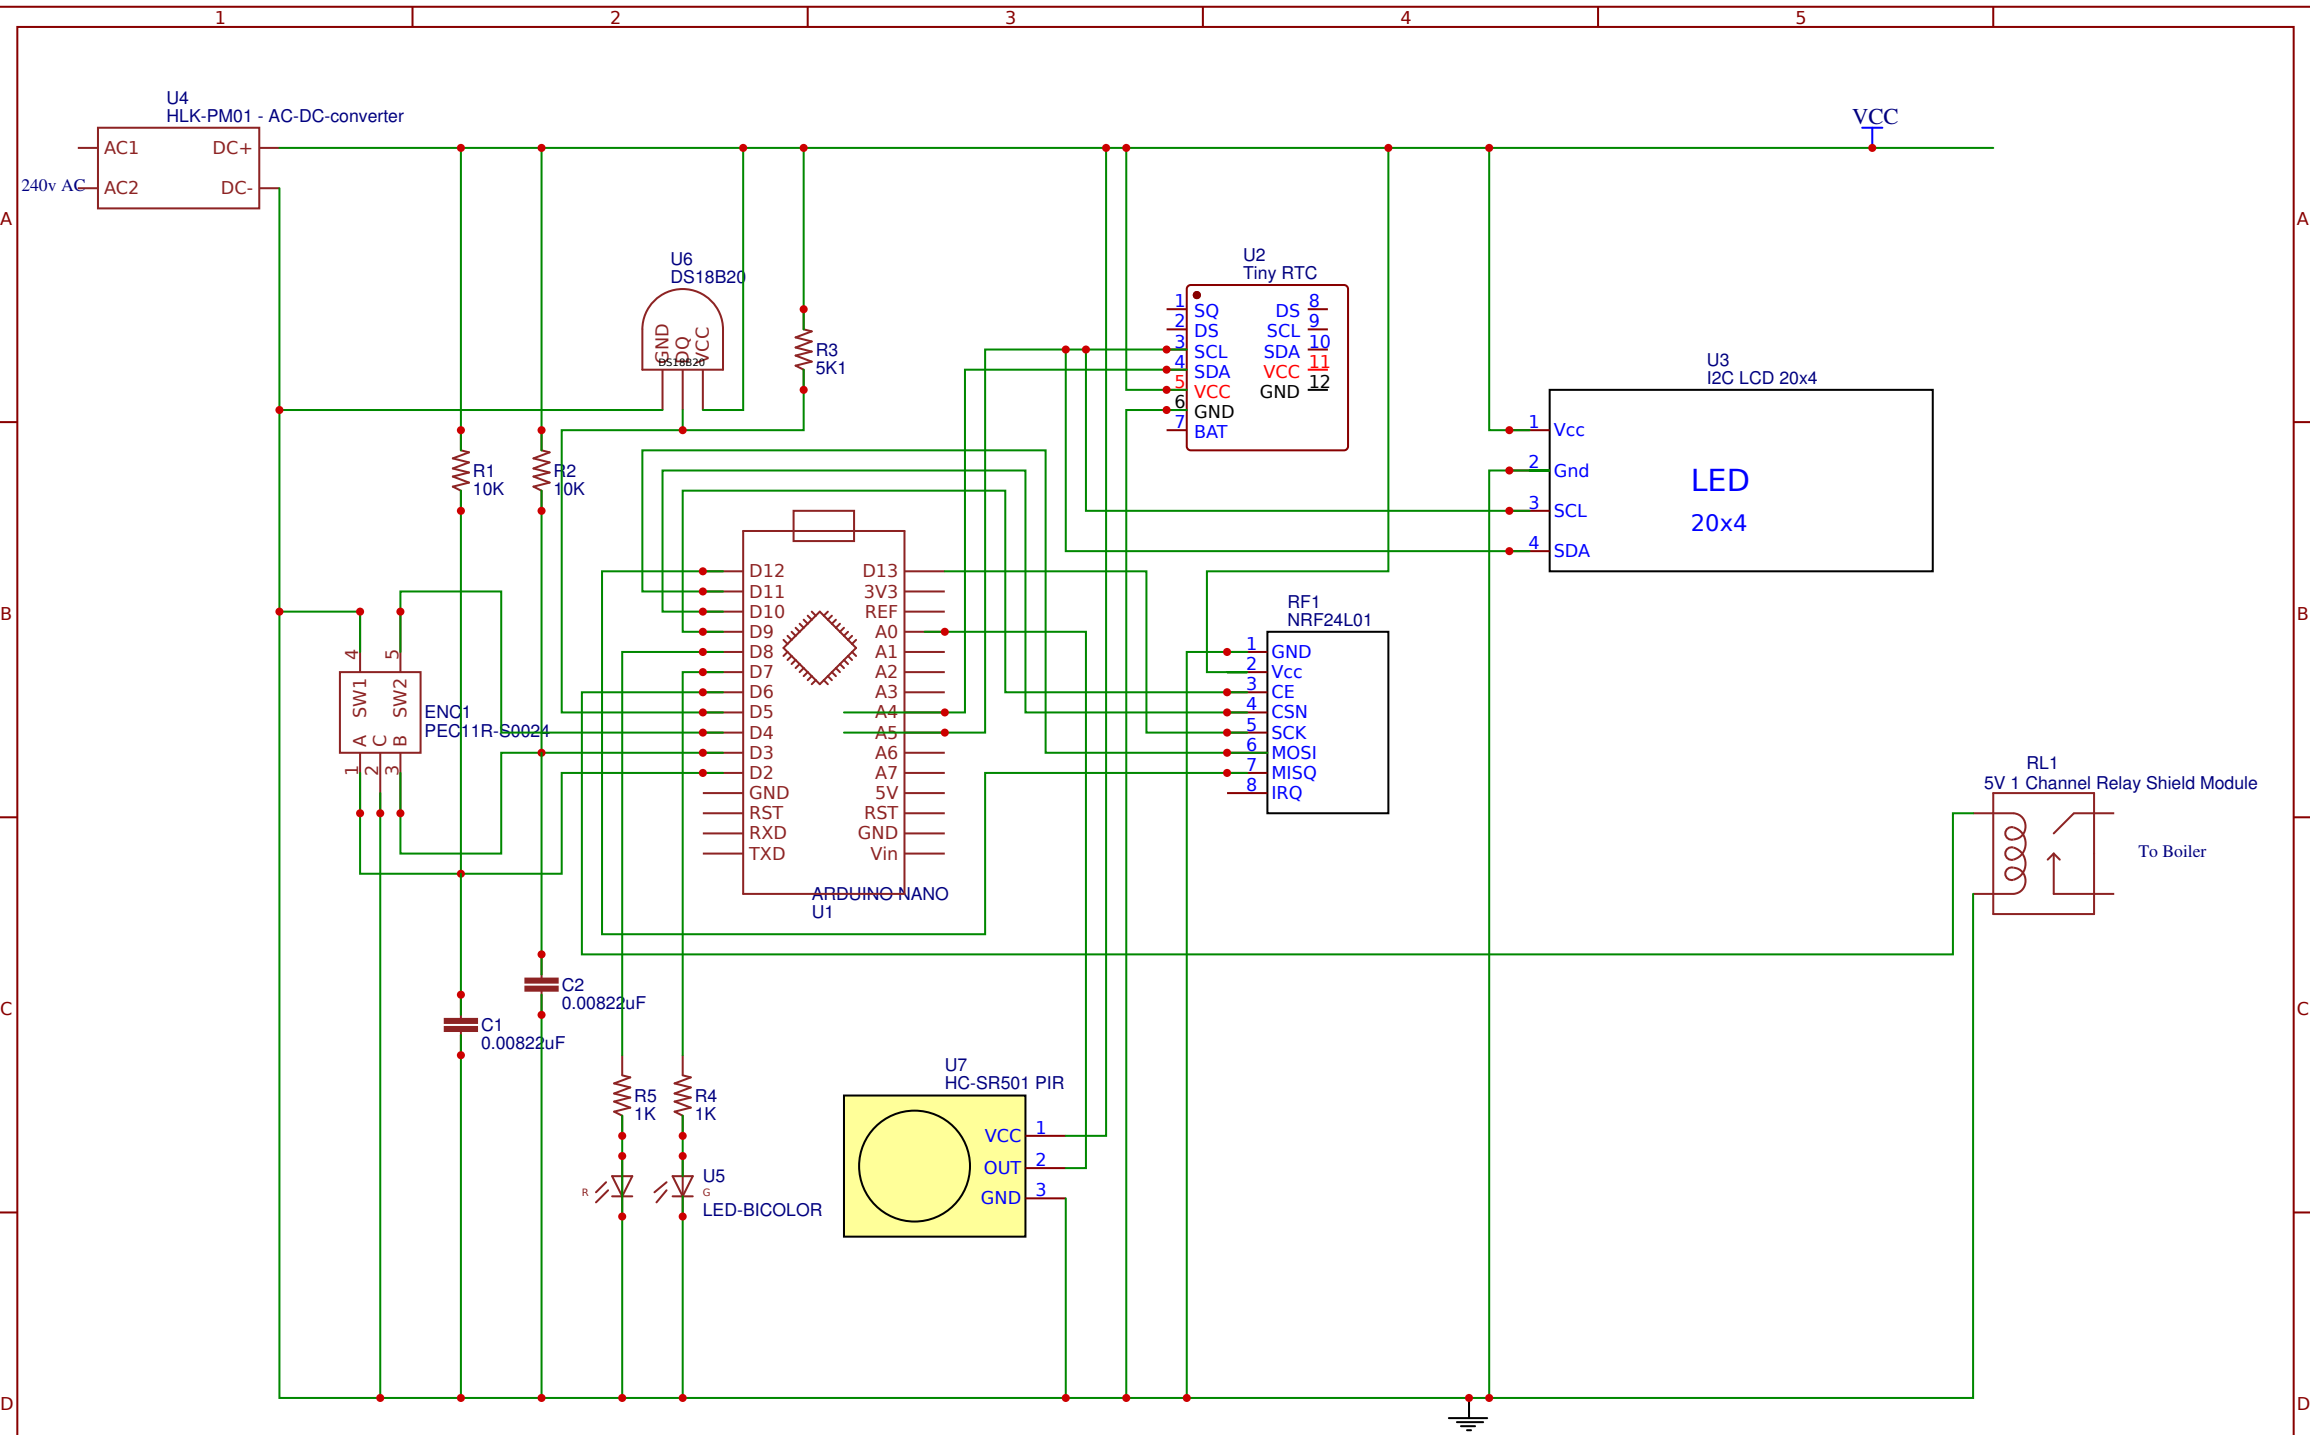 1 2 3 4 5
U4
HLK-PM01 - AC-DC-converter
AC1 DC+
240v AC AC2 DC-
VCC
A A
U6
DS18B20
GND DQ VCC
DS18B20
R3
5K1
U2
Tiny RTC
1 SQ DS 8
2 DS SCL 9
3 SCL SDA 10
4 SDA VCC 11
5 VCC GND 12
6 GND
7 BAT
U3
I2C LCD 20x4
1 Vcc
2 Gnd
3 SCL
4 SDA
LED
20x4
R1
10K
R2
10K
B B
D12 D13
D11 3V3
D10 REF
D9 A0
D8 A1
D7 A2
D6 A3
D5 A4
D4 A5
D3 A6
D2 A7
GND 5V
RST RST
RXD GND
TXD Vin
ARDUINO NANO
U1
4 5
SW1 SW2
A C B
1 2 3
ENC1
PEC11R-S0024
RF1
NRF24L01
1 GND
2 Vcc
3 CE
4 CSN
5 SCK
6 MOSI
7 MISQ
8 IRQ
RL1
5V 1 Channel Relay Shield Module
To Boiler
C C
C2
0.00822uF
C1
0.00822uF
R5
1K
R4
1K
R
G
U5
LED-BICOLOR
U7
HC-SR501 PIR
VCC 1
OUT 2
GND 3
D D